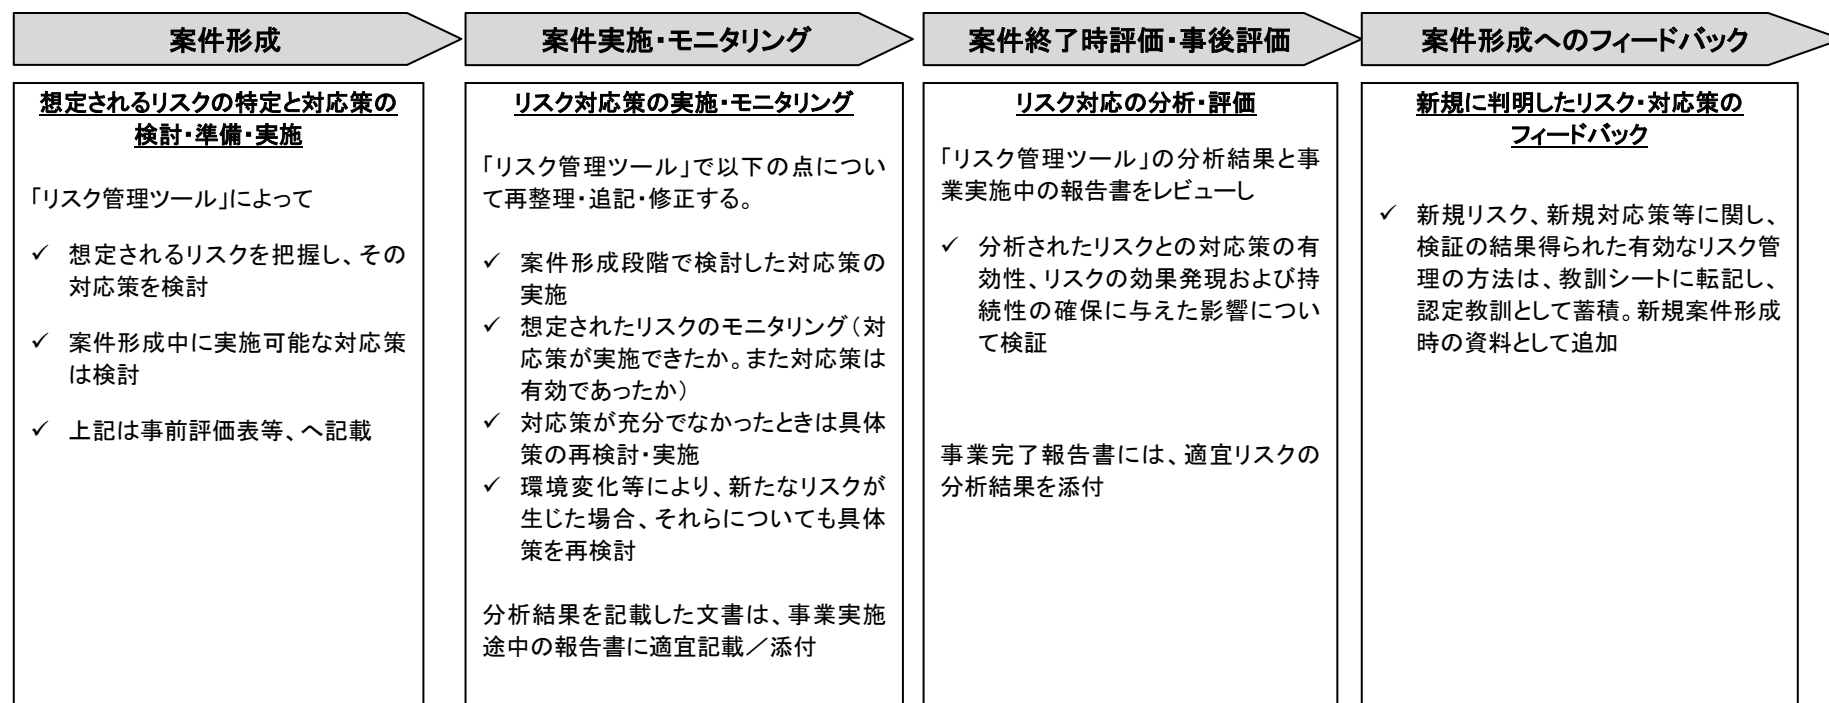 案件形成
案件実施・モニタリング
案件終了時評価・事後評価
案件形成へのフィードバック
想定されるリスクの特定と対応策の
検討・準備・実施
「リスク管理ツール」によって
✓ 想定されるリスクを把握し、その
対応策を検討
✓ 案件形成中に実施可能な対応策
は検討
✓ 上記は事前評価表等、へ記載
リスク対応策の実施・モニタリング
「リスク管理ツール」で以下の点につい
て再整理・追記・修正する。
✓ 案件形成段階で検討した対応策の
実施
✓ 想定されたリスクのモニタリング（対
応策が実施できたか。また対応策は
有効であったか）
✓ 対応策が充分でなかったときは具体
策の再検討・実施
✓ 環境変化等により、新たなリスクが
生じた場合、それらについても具体
策を再検討
分析結果を記載した文書は、事業実施
途中の報告書に適宜記載／添付
リスク対応の分析・評価
「リスク管理ツール」の分析結果と事
業実施中の報告書をレビューし
✓ 分析されたリスクとの対応策の有
効性、リスクの効果発現および持
続性の確保に与えた影響につい
て検証
事業完了報告書には、適宜リスクの
分析結果を添付
新規に判明したリスク・対応策の
フィードバック
✓ 新規リスク、新規対応策等に関し、
検証の結果得られた有効なリスク管
理の方法は、教訓シートに転記し、
認定教訓として蓄積。新規案件形成
時の資料として追加